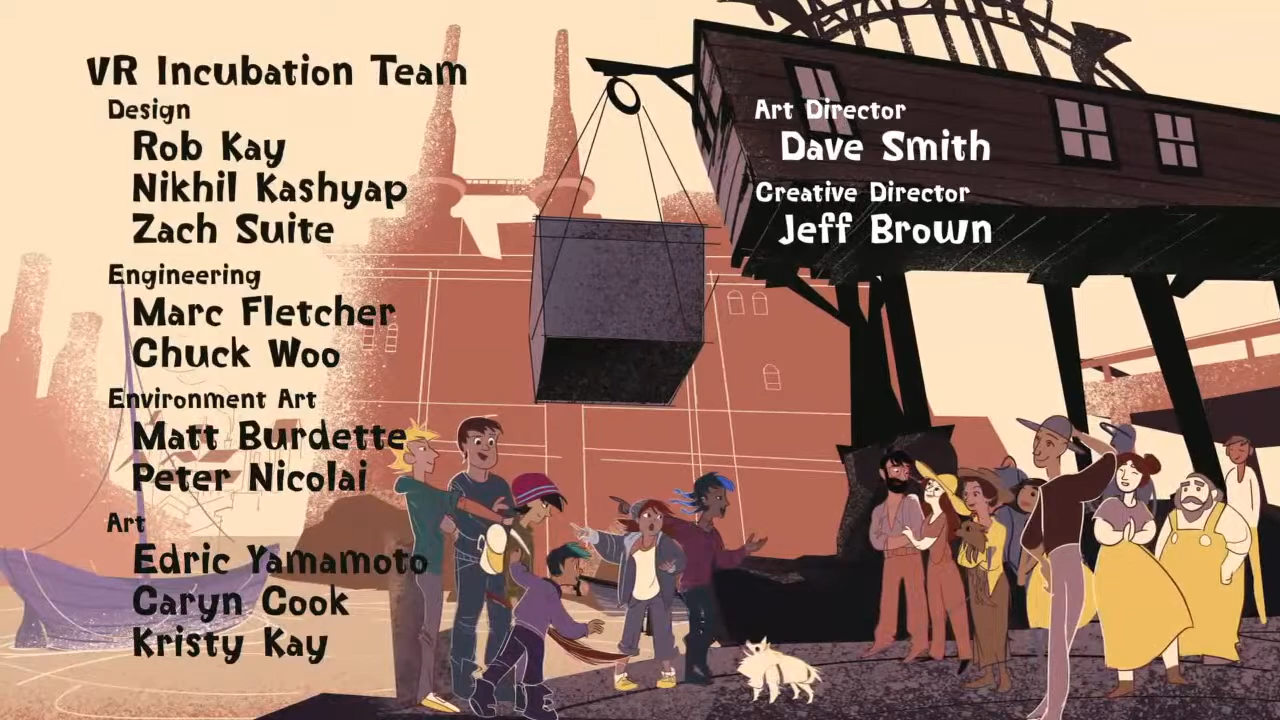 VR Incubation Team
Design
Rob Kay
Nikhil Kashyap
Zach Suite
Engineering
Marc Fletcher
Chuck Woo
Environment Art
Matt Burdette
Peter Nicolai
Art
Edric Yamamoto
Caryn Cook
Kristy Kay
Art Director
Dave Smith
Creative Director
Jeff Brown